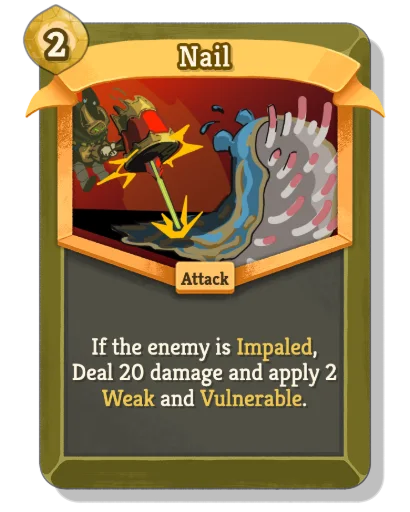 2
Nail
Attack
If the enemy is Impaled,
Deal 20 damage and apply 2
Weak and Vulnerable.